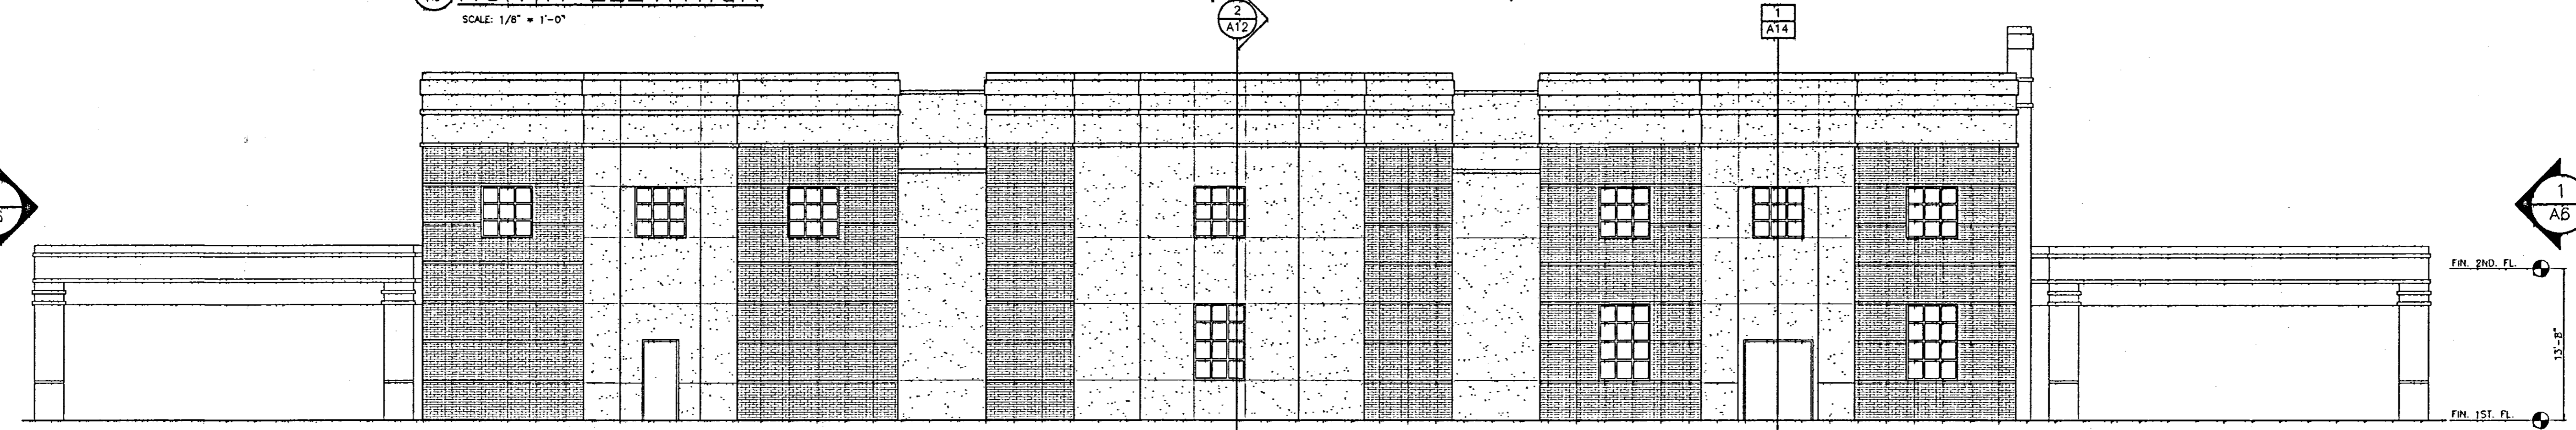 SCALE: 1/8" = 1'-0"
2
A12
1
A14
1
A6
FIN. 2ND. FL.
13'-8"
FIN. 1ST. FL.